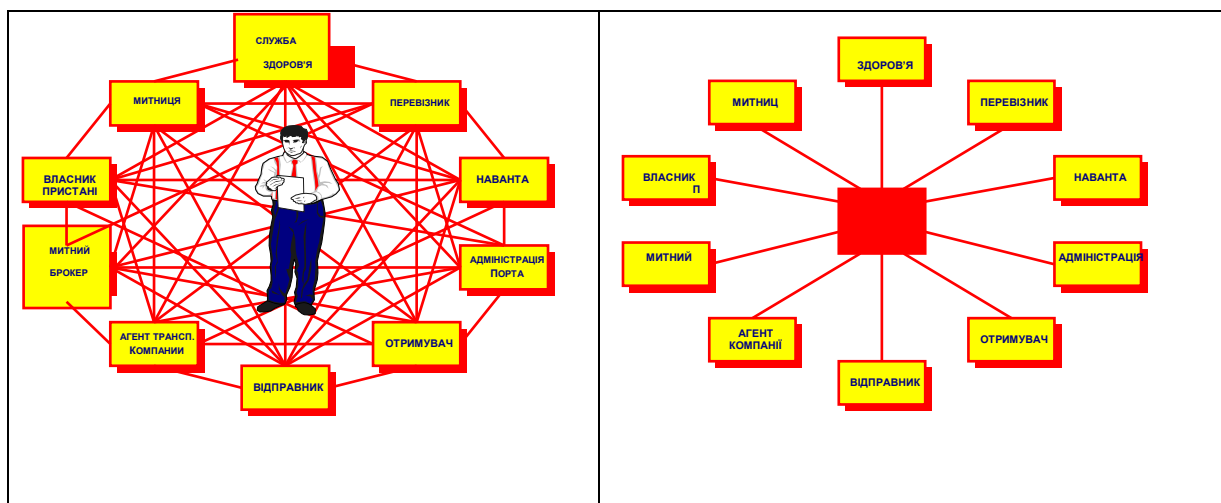 СЛУЖБА
ЗДОРОВ'Я
МИТНИЦЯ
ПЕРЕВІЗНИК
ВЛАСНИК
ПРИСТАНІ
НАВАНТА
МИТНИЙ
БРОКЕР
АДМІНІСТРАЦІЯ
ПОРТА
АГЕНТ ТРАНСП.
КОМПАНИИ
ОТРИМУВАЧ
ВІДПРАВНИК
ЗДОРОВ'Я
МИТНИЦ
ПЕРЕВІЗНИК
ВЛАСНИК
П
НАВАНТА
МИТНИЙ
АДМІНІСТРАЦІЯ
АГЕНТ
КОМПАНІЇ
ОТРИМУВАЧ
ВІДПРАВНИК